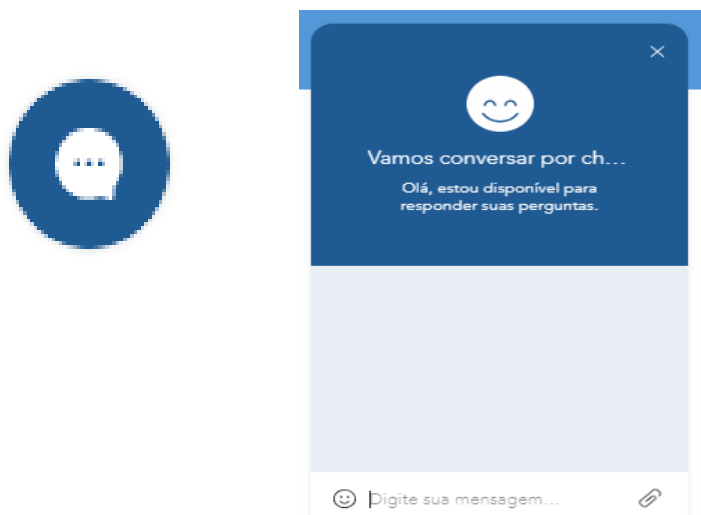 Vamos conversar por ch...
Olá, estou disponível para
responder suas perguntas.
Digite sua mensagem...